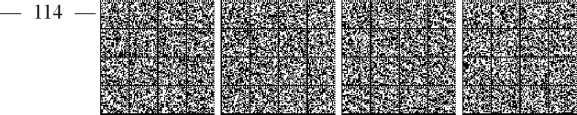 — 114 —